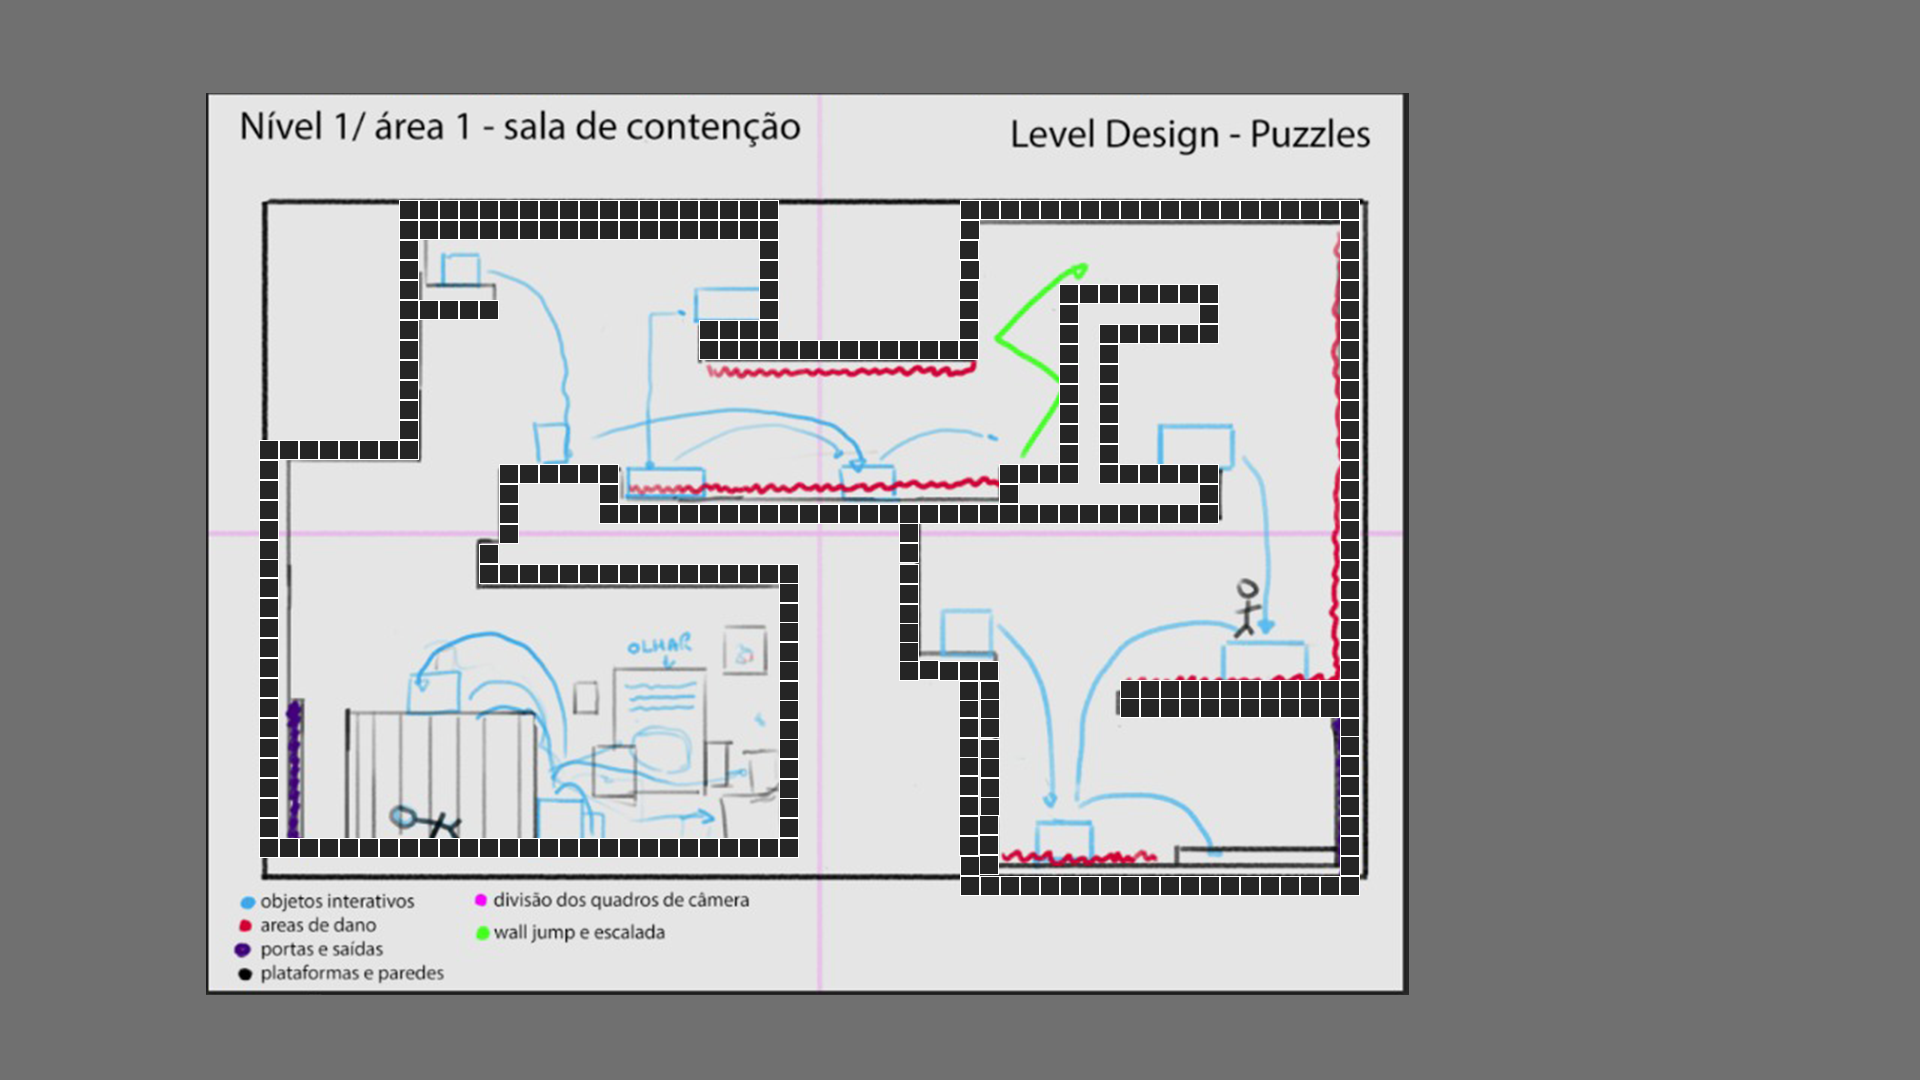 Nível 1/ área 1 - sala de contenção
Level Design - Puzzles
OLHAR
objetos interativos
areas de dano
portas e saídas
plataformas e paredes
divisão dos quadros de câmera
wall jump e escalada